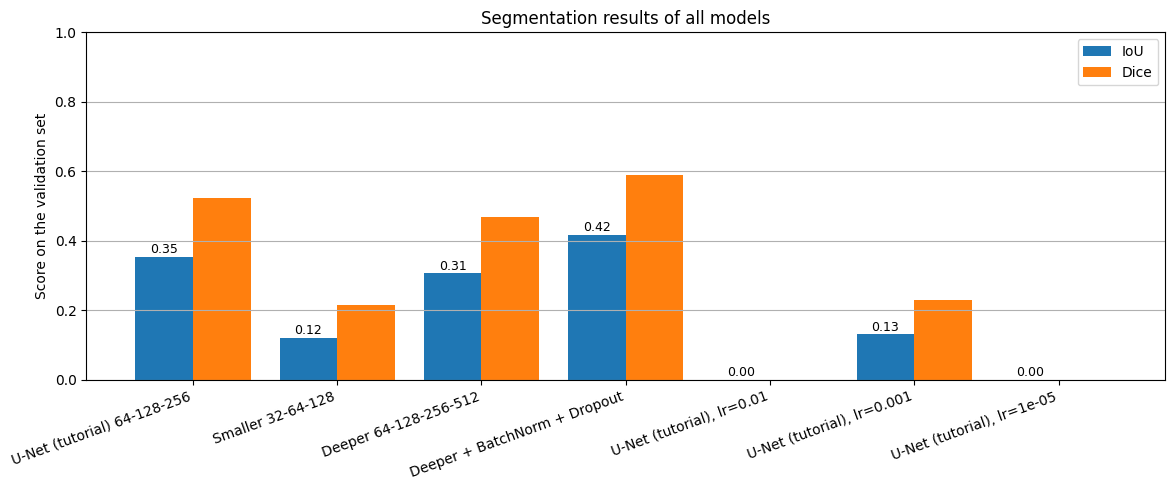 Segmentation results of all models
Score on the validation set
1.0
0.8
0.6
0.4
0.2
0.0
IoU
Dice
0.35
0.12
0.31
0.42
0.00
0.13
0.00
U-Net (tutorial) 64-128-256
Smaller 32-64-128
Deeper 64-128-256-512
Deeper + BatchNorm + Dropout
U-Net (tutorial), lr=0.01
U-Net (tutorial), lr=0.001
U-Net (tutorial), lr=1e-05